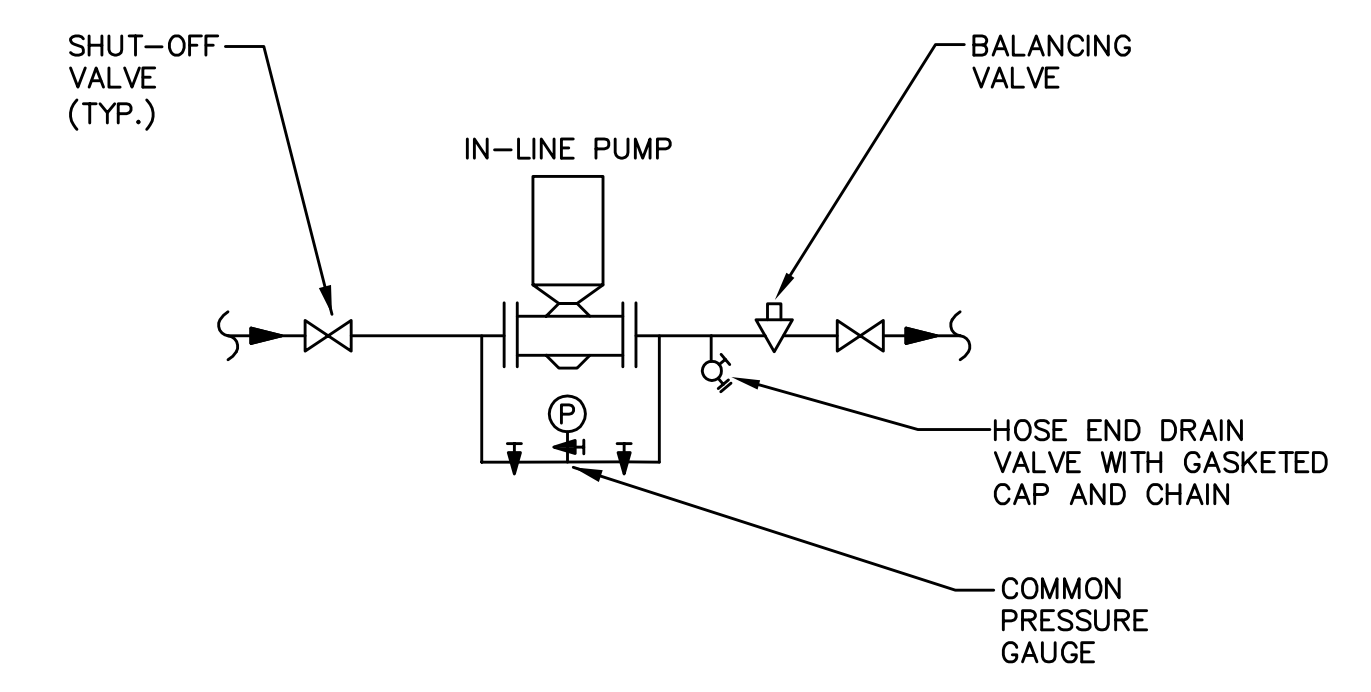 SHUT-OFF
VALVE
(TYP.)
BALANCING
VALVE
IN-LINE PUMP
P
HOSE END DRAIN
VALVE WITH GASKETED
CAP AND CHAIN
COMMON
PRESSURE
GAUGE